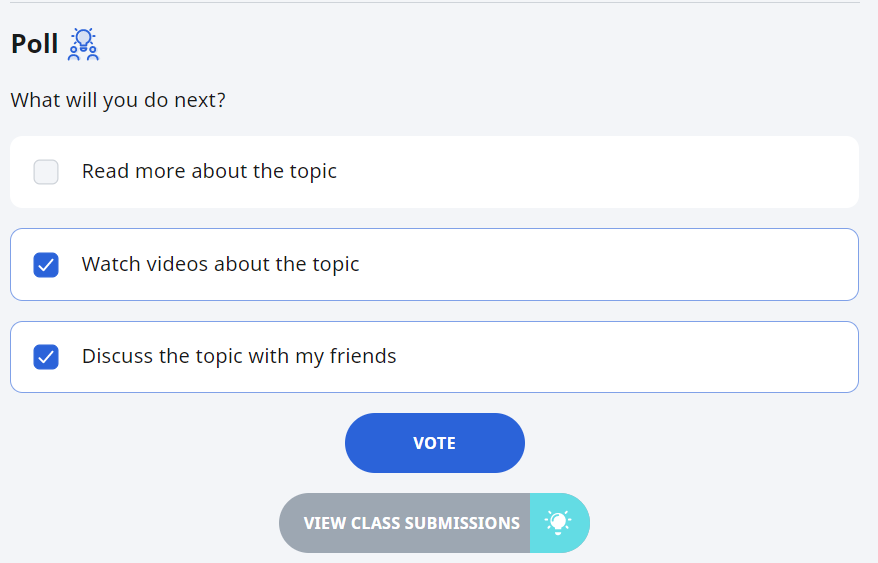 Poll
What will you do next?
Read more about the topic
Watch videos about the topic
Discuss the topic with my friends
VOTE
VIEW CLASS SUBMISSIONS